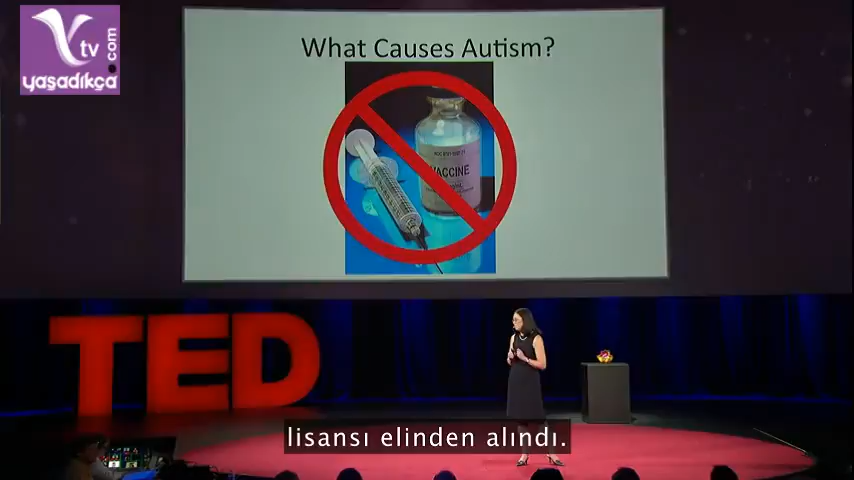 tv
.com
yaşadıkça
What Causes Autism?
VACCINE
TED
lisansı elinden alındı.